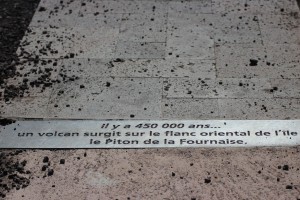 Il y a 450 000 ans...
un volcan surgit sur le flanc oriental de l'île
le Piton de la Fournaise.